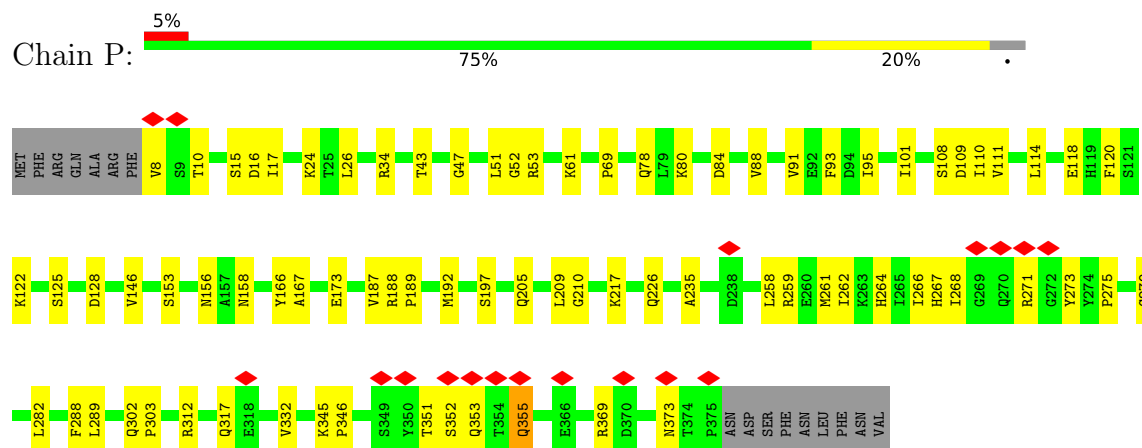 5%
Chain P:
75% 20% •
MET PHE ARG GLN ALA ARG PHE V8 S9 T10 S15 D16 I17 K24 T25 L26 R34 T43 G47 L51 G52 R53 K61 P69 Q78 L79 K80 D84 V88 V91 E92 F93 D94 I95 I101 S108 D109 I110 V111 L114 E118 H119 F120 S121
K122 S125 D128 V146 S153 N156 A157 N158 Y166 A167 E173 V187 R188 P189 M192 S197 Q205 L209 G210 K217 Q226 A235 D238 L258 R259 E260 M261 I262 K263 H264 I265 I266 H267 I268 G269 Q270 R271 G272 Y273 Y274 P275
L282 F288 L289 Q302 P303 R312 Q317 E318 V332 K345 P346 S349 Y350 T351 S352 Q353 T354 Q355 E366 R369 D370 N373 T374 P375 ASN ASP SER PHE ASN LEU PHE ASN VAL